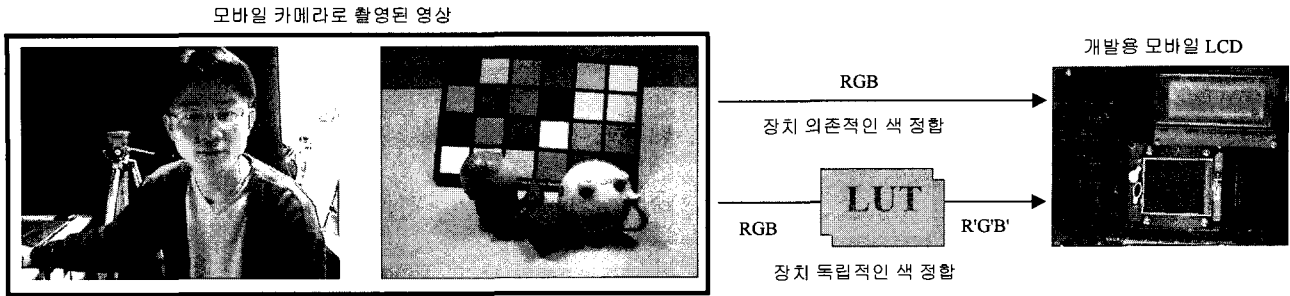 모바일 카메라로 촬영된 영상
개발용 모바일 LCD
RGB
장치 의존적인 색 정합
LUT
RGB
R'G'B'
장치 독립적인 색 정합